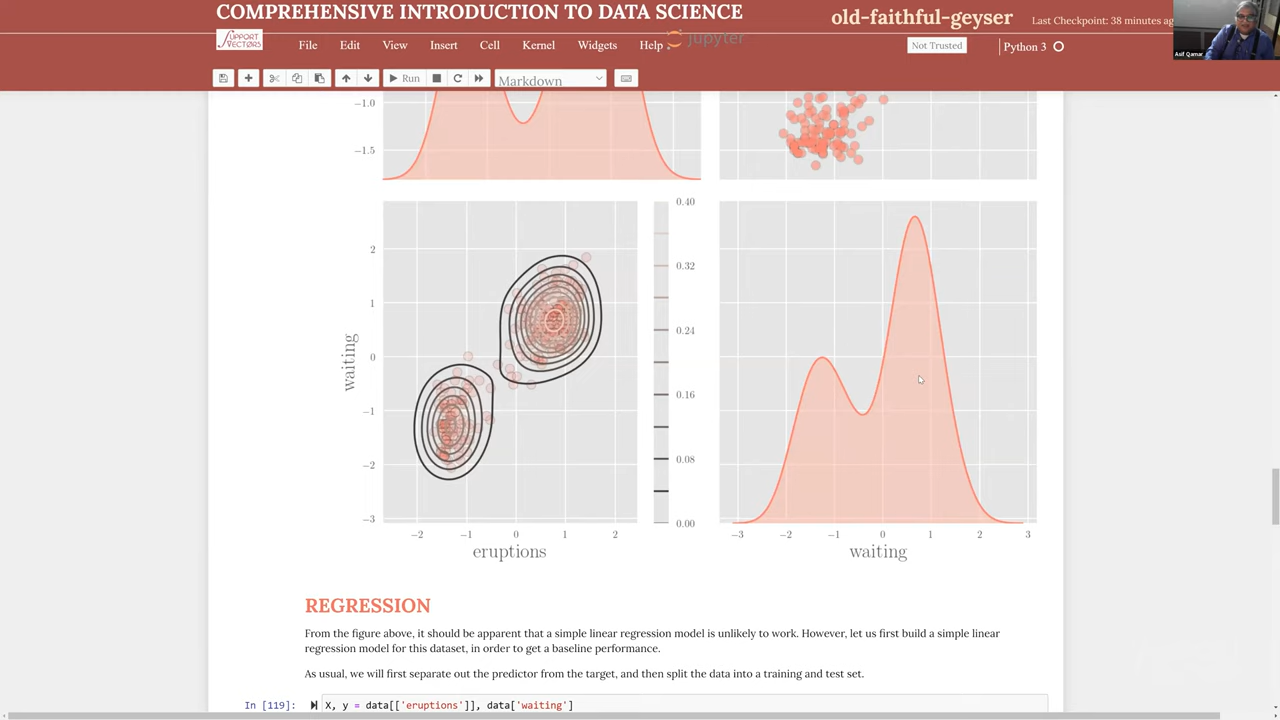 COMPREHENSIVE INTRODUCTION TO DATA SCIENCE
old-faithful-geyser
Last Checkpoint: 38 minutes ag
SUPPORT
VECTORS
File Edit View Insert Cell Kernel Widgets Help
jupyter
Not Trusted
Python 3
Asif Qamar
Run
Markdown
−1.0
−1.5
0.40
0.32
0.24
0.16
0.08
0.00
2
1
0
−1
−2
−3
waiting
−2 −1 0 1 2
eruptions
−3 −2 −1 0 1 2 3
waiting
REGRESSION
From the figure above, it should be apparent that a simple linear regression model is unlikely to work. However, let us first build a simple linear
regression model for this dataset, in order to get a baseline performance.
As usual, we will first separate out the predictor from the target, and then split the data into a training and test set.
In [119]: X, y = data[['eruptions']], data['waiting']